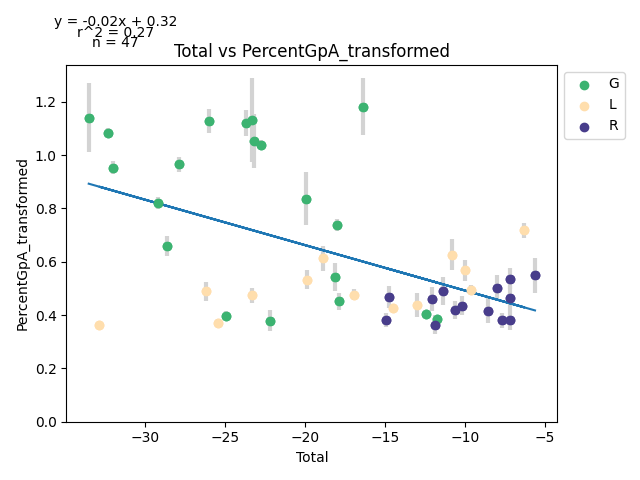 y = -0.02x + 0.32
r^2 = 0.27
n = 47
Total vs PercentGpA_transformed
G
L
R
PercentGpA_transformed
1.2
1.0
0.8
0.6
0.4
0.2
0.0
−30 −25 −20 −15 −10 −5
Total